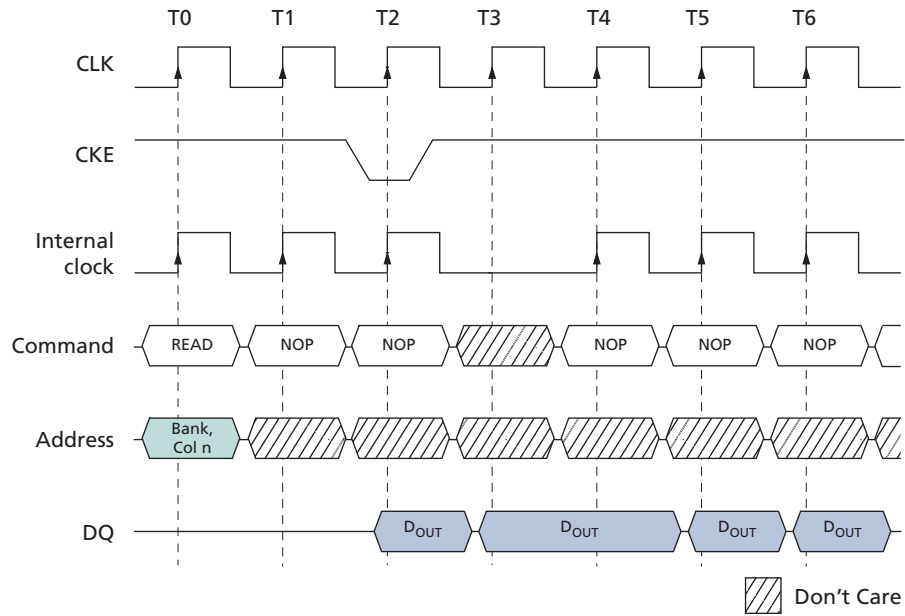 T0 T1 T2 T3 T4 T5 T6
CLK
CKE
Internal
clock
Command READ NOP NOP NOP NOP NOP
Address Bank,
Col n
DQ DOUT DOUT DOUT DOUT
Don't Care